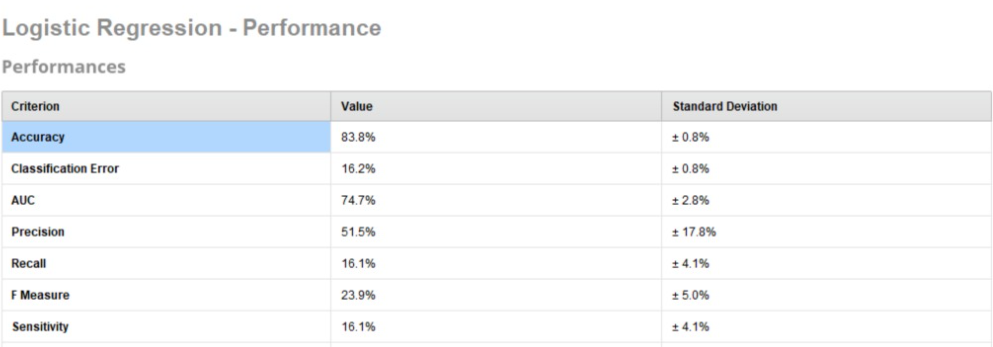 Logistic Regression - Performance
Performances
Criterion Value Standard Deviation
Accuracy 83.8% ± 0.8%
Classification Error 16.2% ± 0.8%
AUC 74.7% ± 2.8%
Precision 51.5% ± 17.8%
Recall 16.1% ± 4.1%
F Measure 23.9% ± 5.0%
Sensitivity 16.1% ± 4.1%